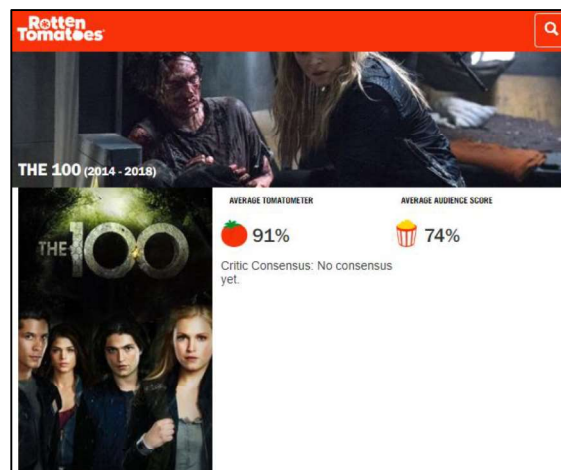 Rotten
Tomatoes
THE 100 (2014 - 2018)
THE 100
AVERAGE TOMATOMETER
91%
Critic Consensus: No consensus
yet.
AVERAGE AUDIENCE SCORE
74%